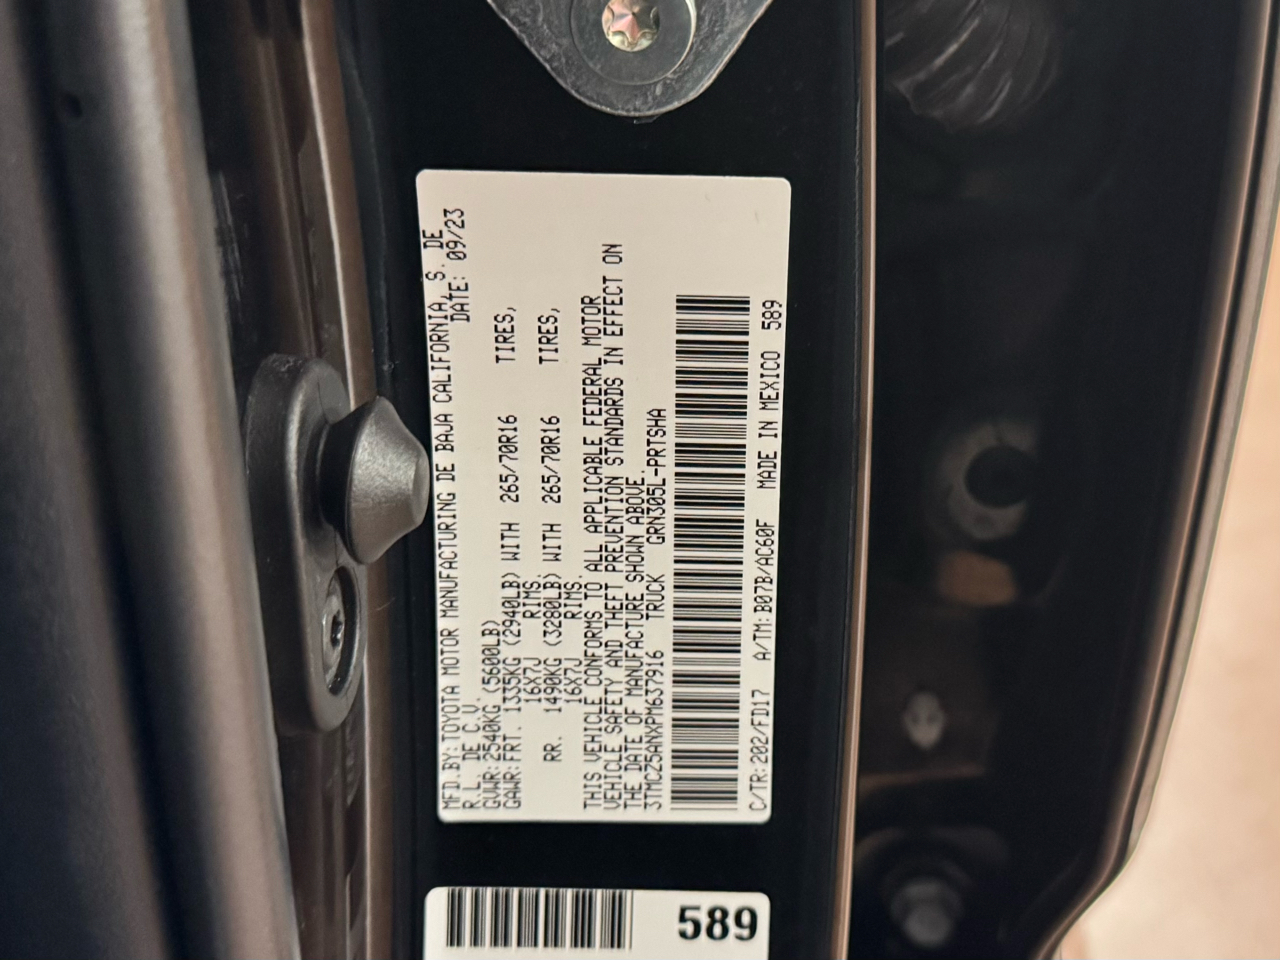 MFD.BY:TOYOTA MOTOR MANUFACTURING DE BAJA CALIFORNIA, S. DE
R.L. DE C.V. DATE: 09/23
GVWR:2540KG (5600LB)
GAWR:FRT. 1335KG (2940LB) WITH 265/70R16 TIRES,
16X7J RIMS.
RR. 1490KG (3280LB) WITH 265/70R16 TIRES,
16X7J RIMS.
THIS VEHICLE CONFORMS TO ALL APPLICABLE FEDERAL MOTOR
VEHICLE SAFETY AND THEFT PREVENTION STANDARDS IN EFFECT ON
THE DATE OF MANUFACTURE SHOWN ABOVE.
3TMCZ5ANXPM637916 TRUCK GRN305L-PRTSHA
C/TR:202/FD17 A/TM:B07B/AC60F MADE IN MEXICO 589
589